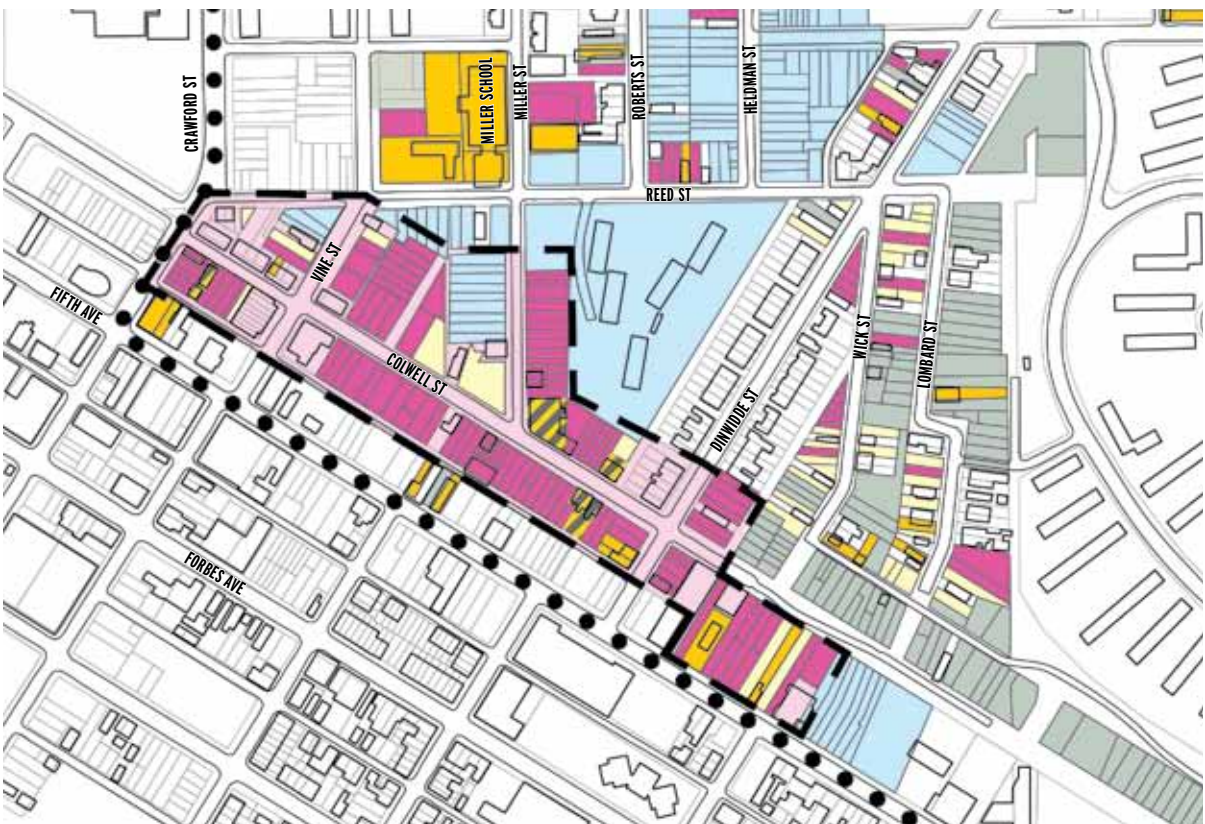 CRAWFORD ST
MILLER SCHOOL
MILLER ST
ROBERTS ST
HELDMAN ST
REED ST
VINE ST
FIFTH AVE
COLWELL ST
DINWIDDE ST
WICK ST
LOMBARD ST
FORBES AVE